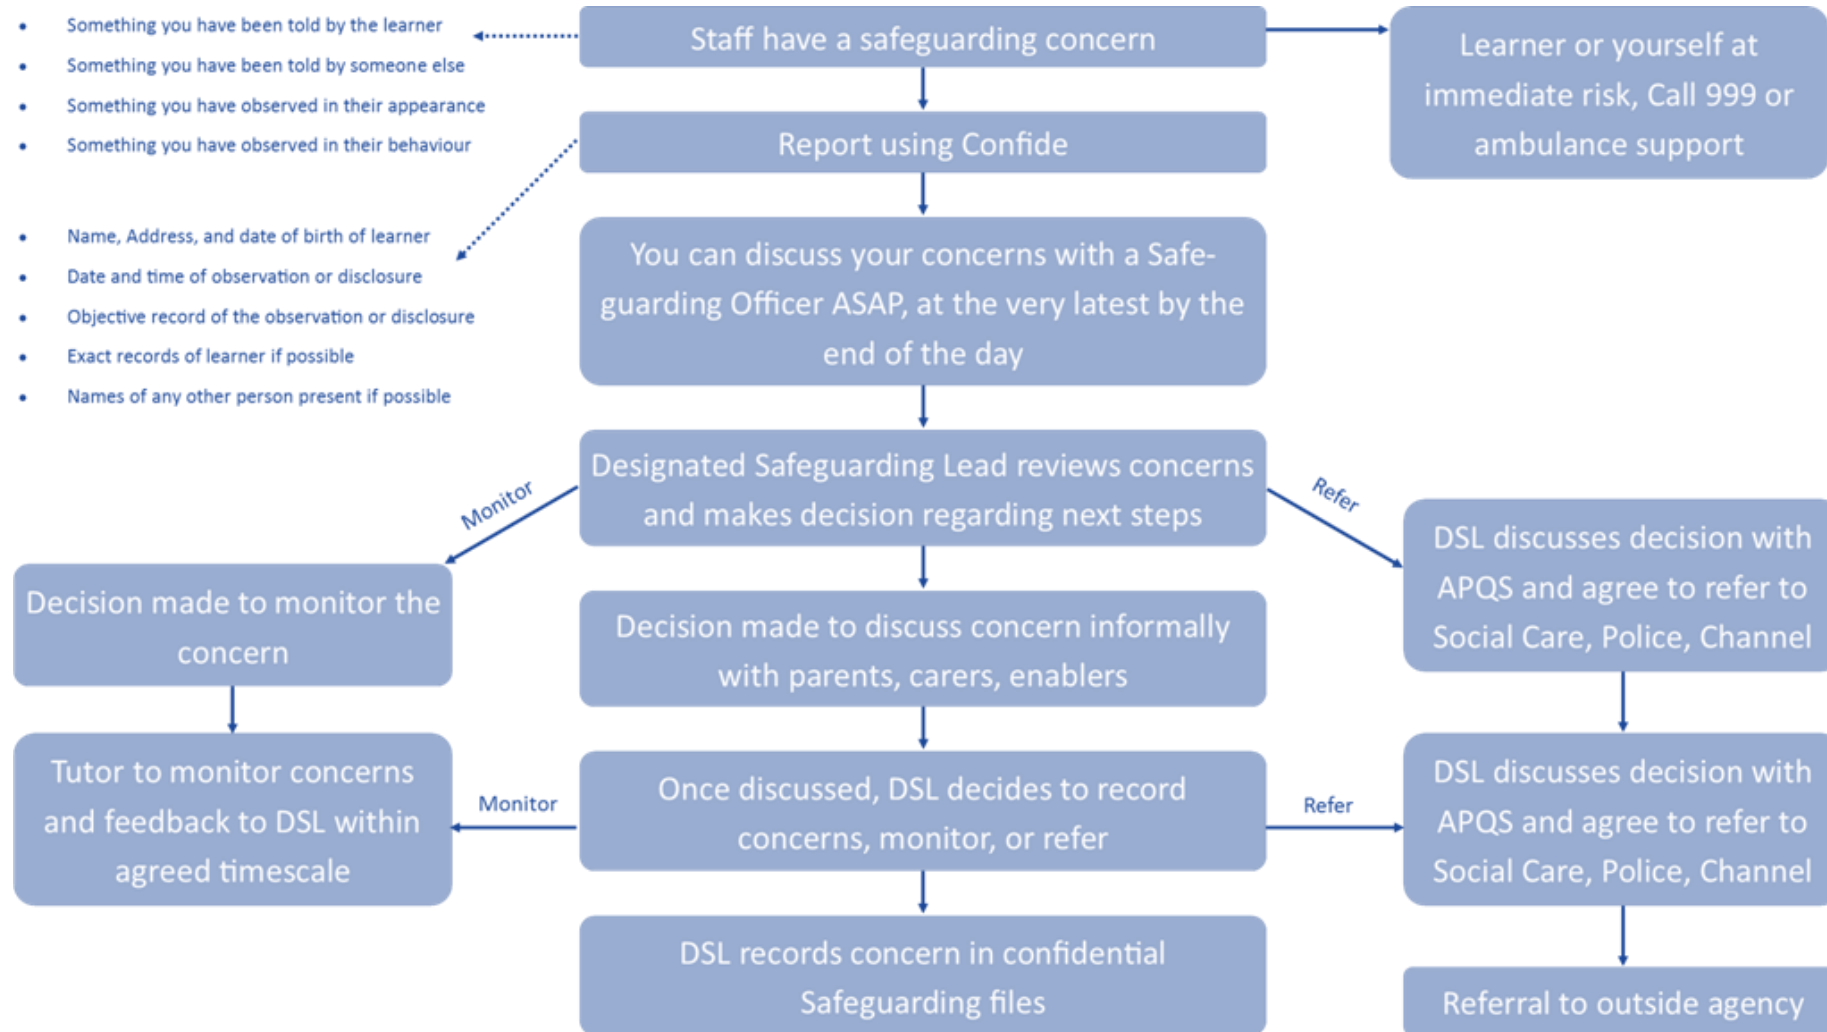 Staff have a safeguarding concern
• Something you have been told by the learner
• Something you have been told by someone else
• Something you have observed in their appearance
• Something you have observed in their behaviour
Learner or yourself at
immediate risk, Call 999 or
ambulance support
Report using Confide
• Name, Address, and date of birth of learner
• Date and time of observation or disclosure
• Objective record of the observation or disclosure
• Exact records of learner if possible
• Names of any other person present if possible
You can discuss your concerns with a Safe-
guarding Officer ASAP, at the very latest by the
end of the day
Designated Safeguarding Lead reviews concerns
and makes decision regarding next steps
Monitor
Refer
Decision made to monitor the
concern
Decision made to discuss concern informally
with parents, carers, enablers
DSL discusses decision with
APQS and agree to refer to
Social Care, Police, Channel
Tutor to monitor concerns
and feedback to DSL within
agreed timescale
Monitor
Once discussed, DSL decides to record
concerns, monitor, or refer
Refer
DSL discusses decision with
APQS and agree to refer to
Social Care, Police, Channel
DSL records concern in confidential
Safeguarding files
Referral to outside agency